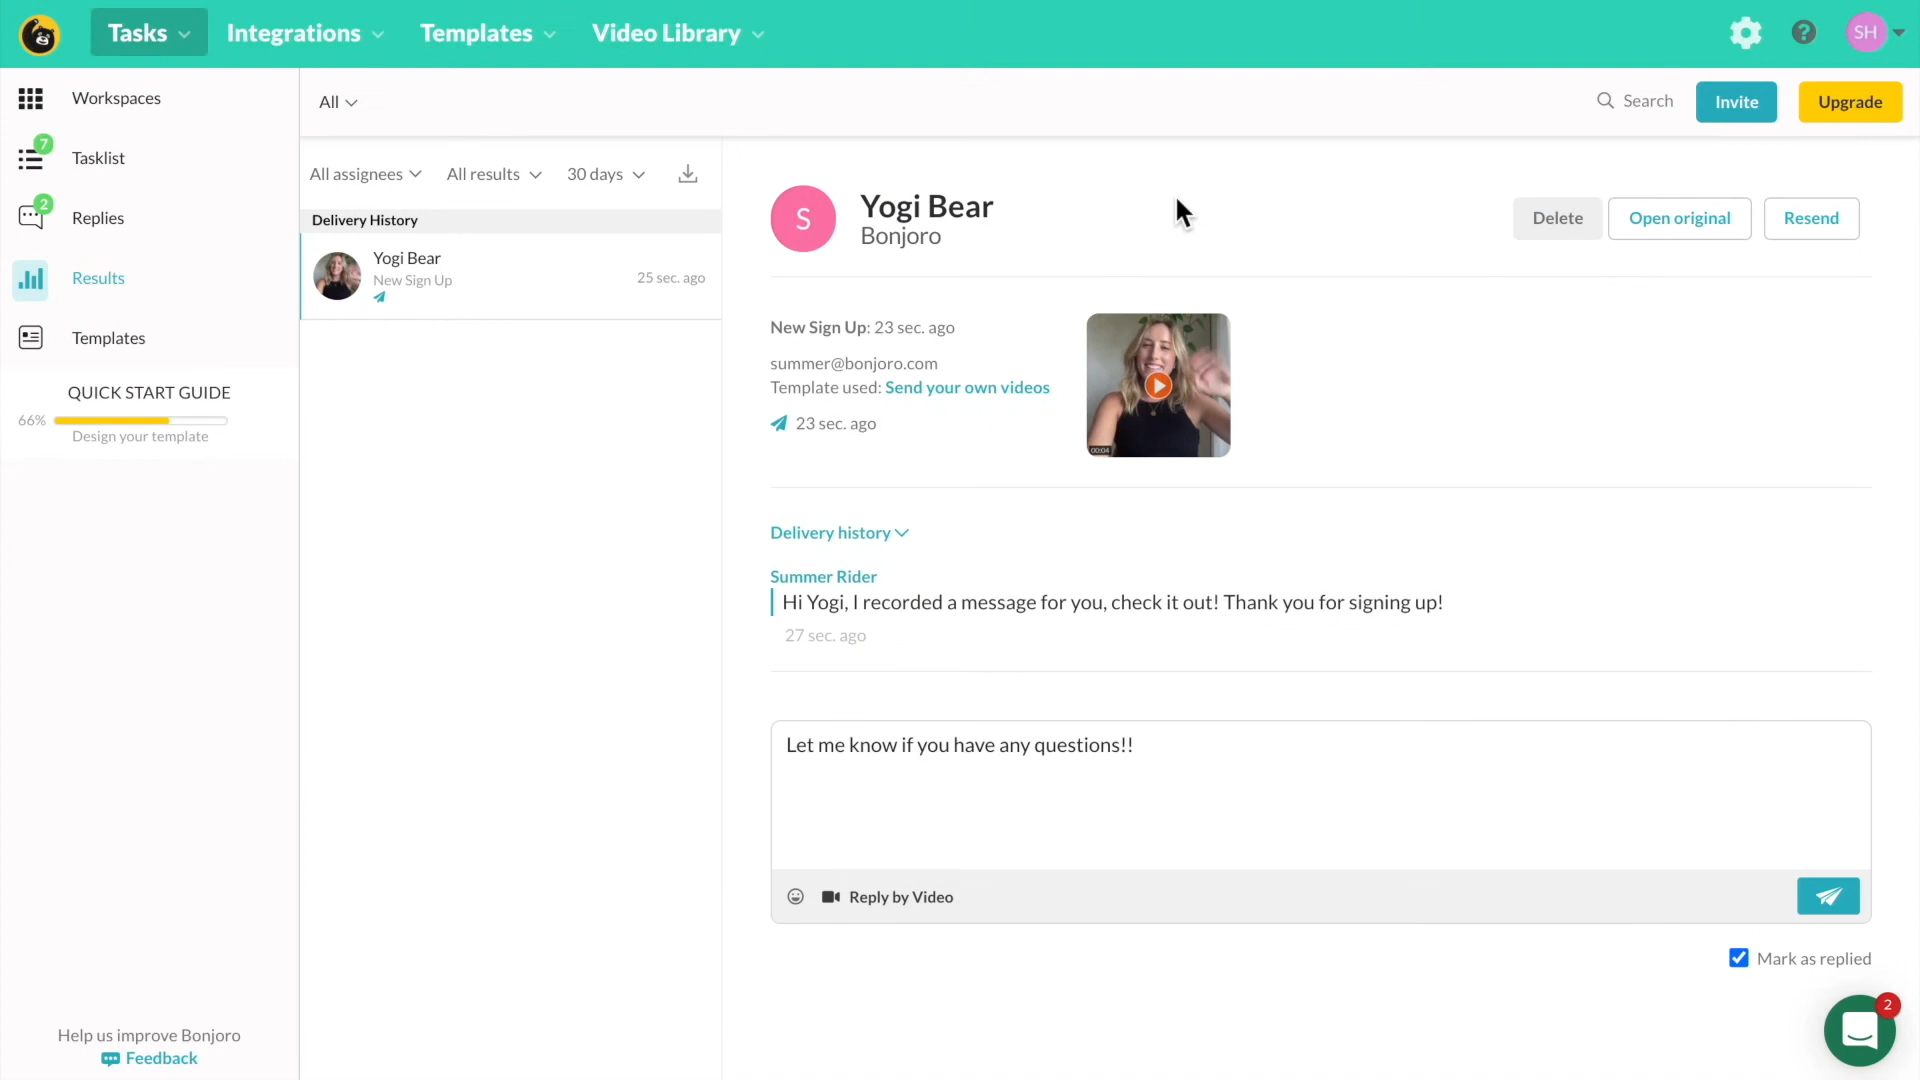 Tasks
Integrations
Templates
Video Library
SH
Workspaces
7
Tasklist
2
Replies
Results
Templates
QUICK START GUIDE
66%
Design your template
Help us improve Bonjoro
Feedback
All
Search
Invite
Upgrade
All assignees
All results
30 days
Delivery History
Yogi Bear
New Sign Up
25 sec. ago
S
Yogi Bear
Bonjoro
Delete
Open original
Resend
New Sign Up: 23 sec. ago
summer@bonjoro.com
Template used: Send your own videos
23 sec. ago
00:04
Delivery history
Summer Rider
Hi Yogi, I recorded a message for you, check it out! Thank you for signing up!
27 sec. ago
Let me know if you have any questions!!
Reply by Video
Mark as replied
2